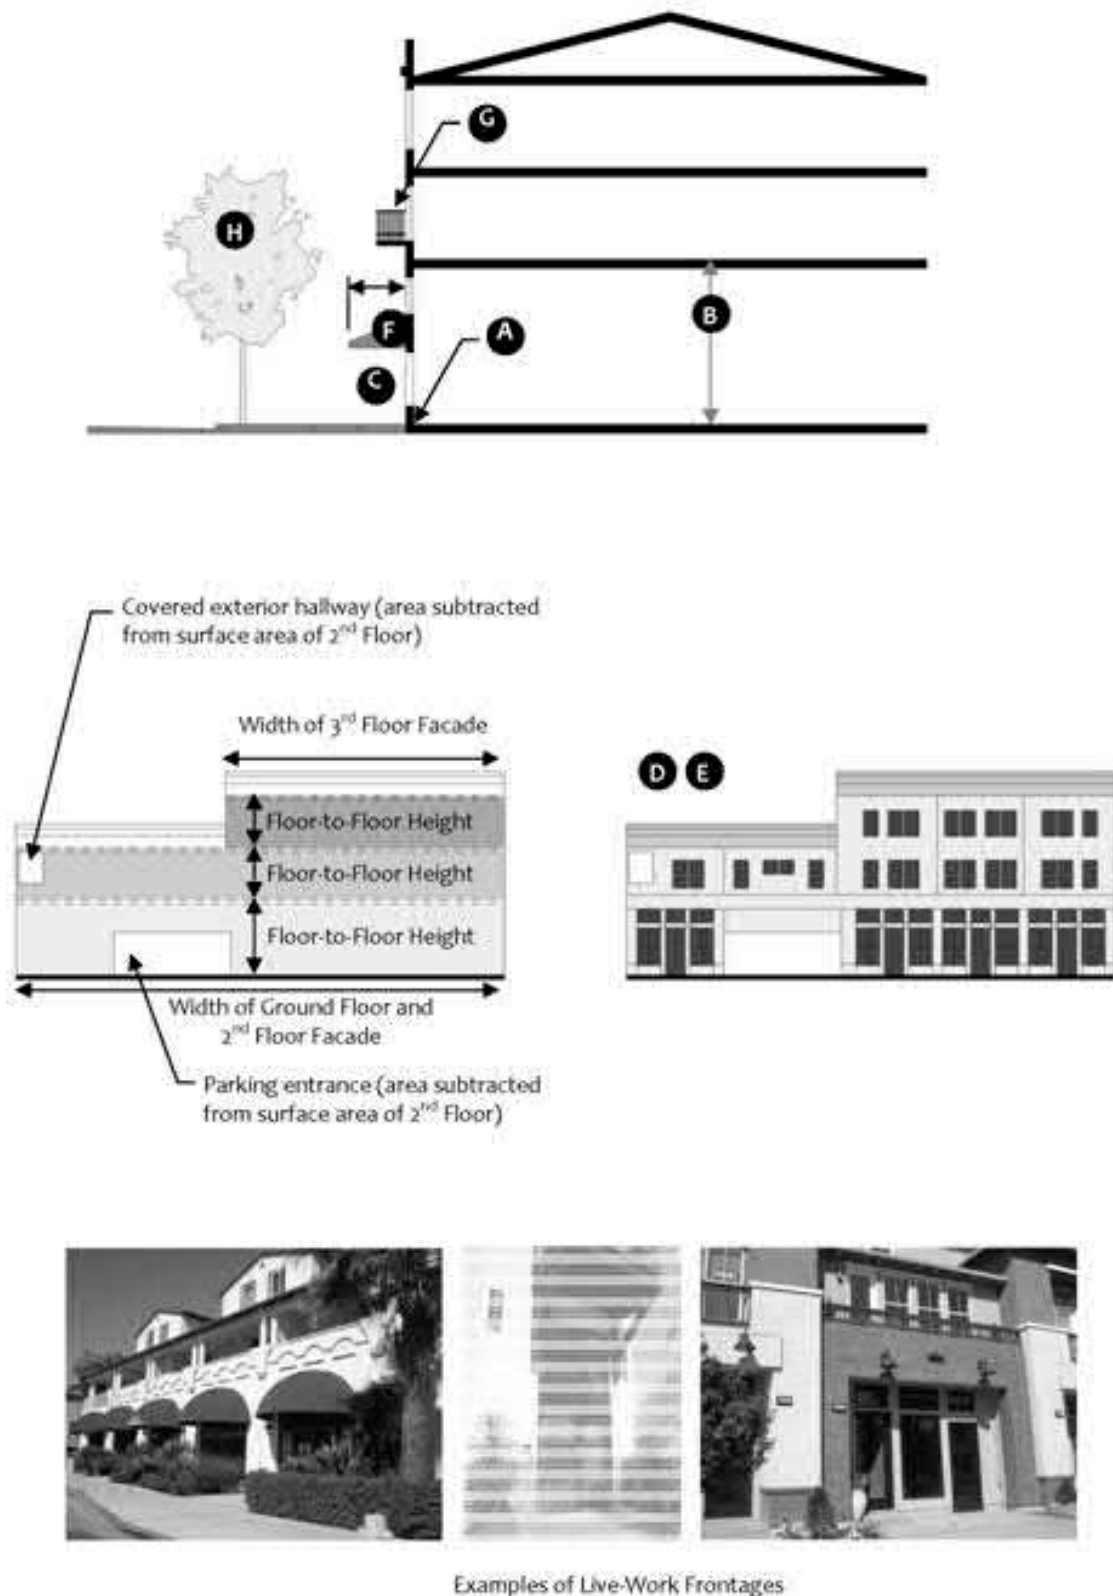 G
H
B
F
A
C
Covered exterior hallway (area subtracted
from surface area of 2nd Floor)
Width of 3rd Floor Facade
D E
Floor-to-Floor Height
Floor-to-Floor Height
Floor-to-Floor Height
Width of Ground Floor and
2nd Floor Facade
Parking entrance (area subtracted
from surface area of 2nd Floor)
Examples of Live-Work Frontages